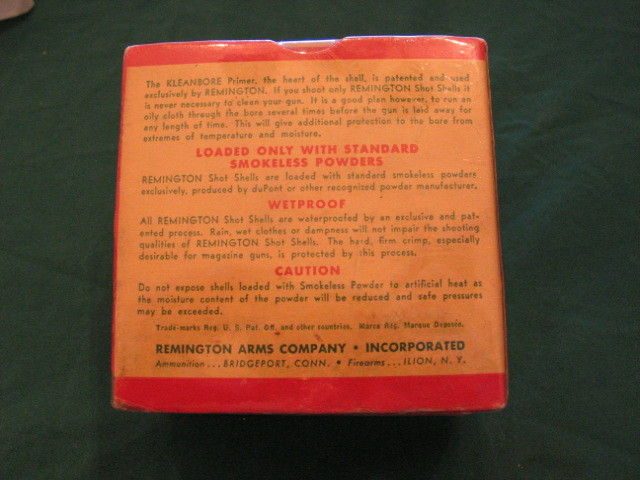 The KLEANBORE Primer, the heart of the shell, is patented and used
exclusively by REMINGTON. If you shoot only REMINGTON Shot Shells it
is never necessary to clean your gun. It is a good plan however, to run an
oily cloth through the bore several times before the gun is laid away for
any length of time. This will give additional protection to the bore from
extremes of temperature and moisture.
LOADED ONLY WITH STANDARD
SMOKELESS POWDERS
REMINGTON Shot Shells are loaded with standard smokeless powders
exclusively, produced by duPont or other recognized powder manufacturer.
WETPROOF
All REMINGTON Shot Shells are waterproofed by an exclusive and pat-
ented process. Rain, wet clothes or dampness will not impair the shooting
qualities of REMINGTON Shot Shells. The hard, firm crimp, especially
desirable for magazine guns, is protected by this process.
CAUTION
Do not expose shells loaded with Smokeless Powder to artificial heat as
the moisture content of the powder will be reduced and safe pressures
may be exceeded.
Trade-marks Reg. U. S. Pat. Off. and other countries. Marca Reg. Marque Deposée.
REMINGTON ARMS COMPANY • INCORPORATED
Ammunition...BRIDGEPORT, CONN. • Firearms...ILION, N. Y.